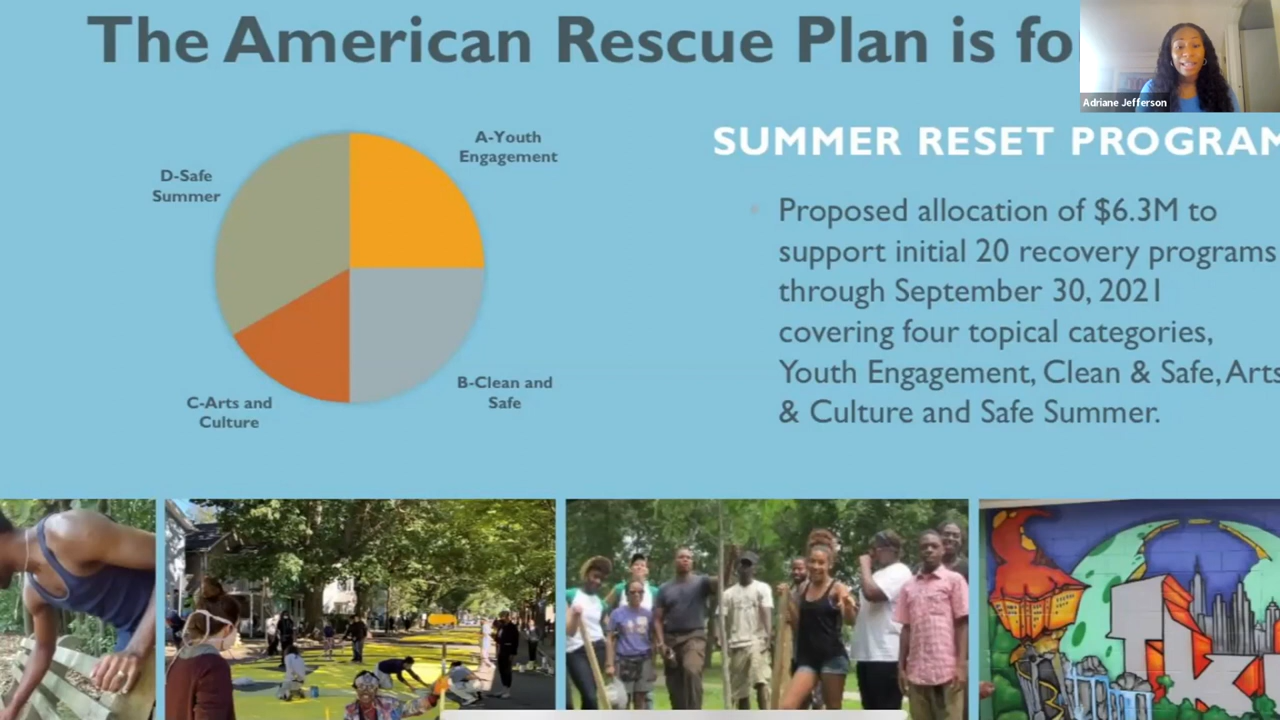 The American Rescue Plan is fo
Adriane Jefferson
A-Youth
Engagement
D-Safe
Summer
C-Arts and
Culture
B-Clean and
Safe
SUMMER RESET PROGRAM
Proposed allocation of $6.3M to
support initial 20 recovery programs
through September 30, 2021
covering four topical categories,
Youth Engagement, Clean & Safe, Arts
& Culture and Safe Summer.